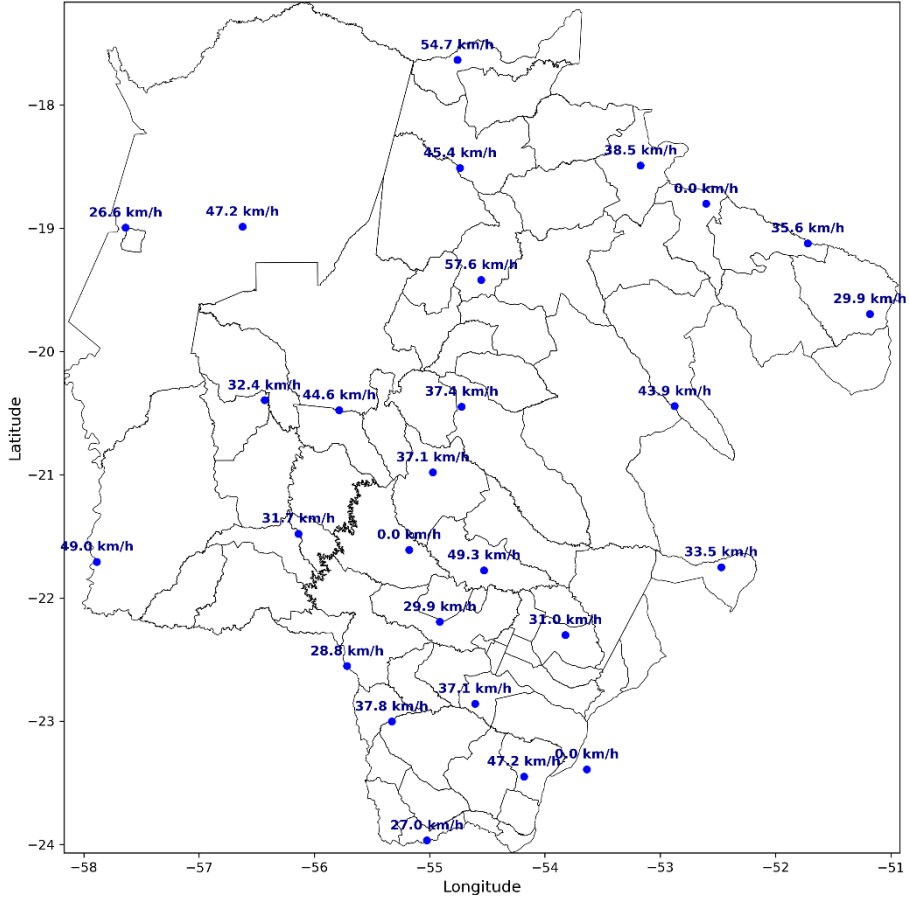 54.7 km/h
−18
45.4 km/h
38.5 km/h
0.0 km/h
26.6 km/h
47.2 km/h
35.6 km/h
−19
57.6 km/h
29.9 km/h
−20
32.4 km/h
44.6 km/h
37.4 km/h
43.9 km/h
Latitude
37.1 km/h
−21
31.7 km/h
0.0 km/h
49.0 km/h
49.3 km/h
33.5 km/h
−22
29.9 km/h
31.0 km/h
28.8 km/h
37.1 km/h
37.8 km/h
−23
47.2 km/h
0.0 km/h
27.0 km/h
−24
−58 −57 −56 −55 −54 −53 −52 −51
Longitude